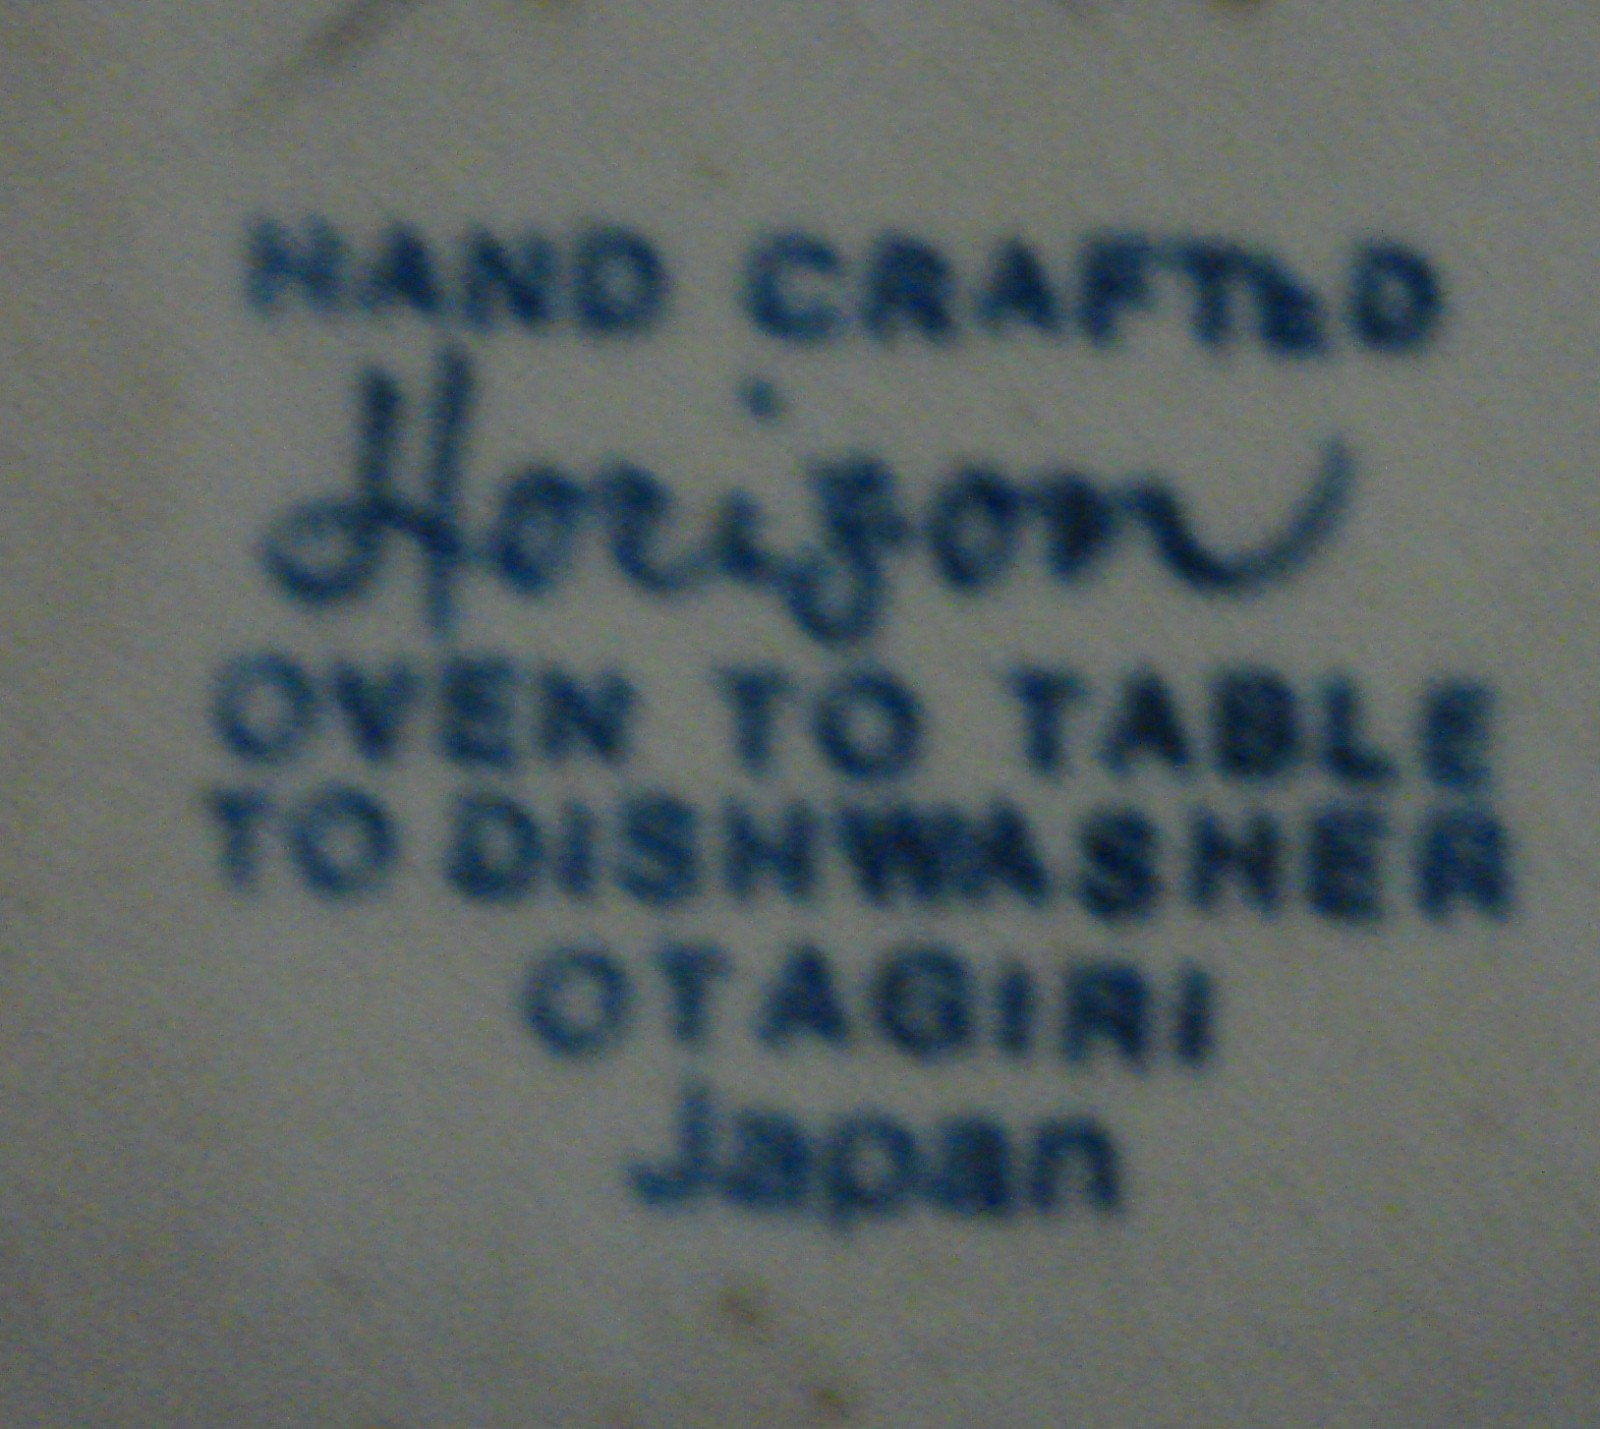 HAND CRAFTED
Horizon
OVEN TO TABLE
TO DISHWASHER
OTAGIRI
Japan